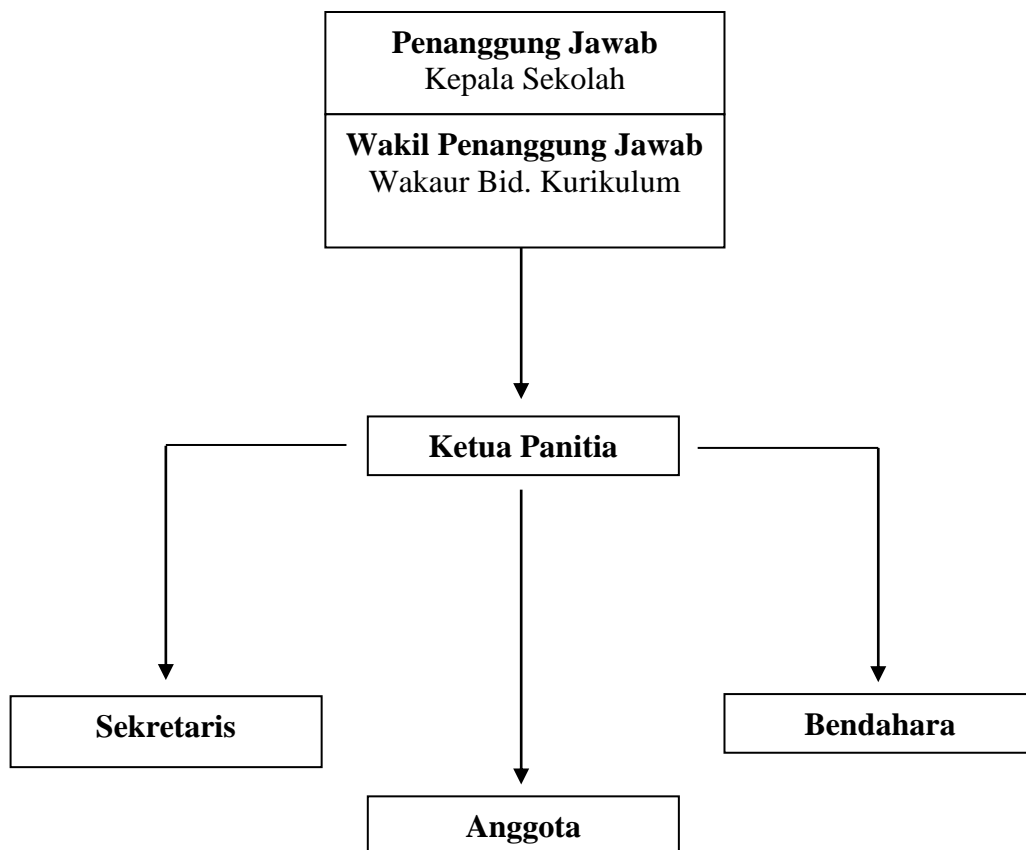 Penanggung Jawab
Kepala Sekolah
Wakil Penanggung Jawab
Wakaur Bid. Kurikulum
Ketua Panitia
Sekretaris
Bendahara
Anggota